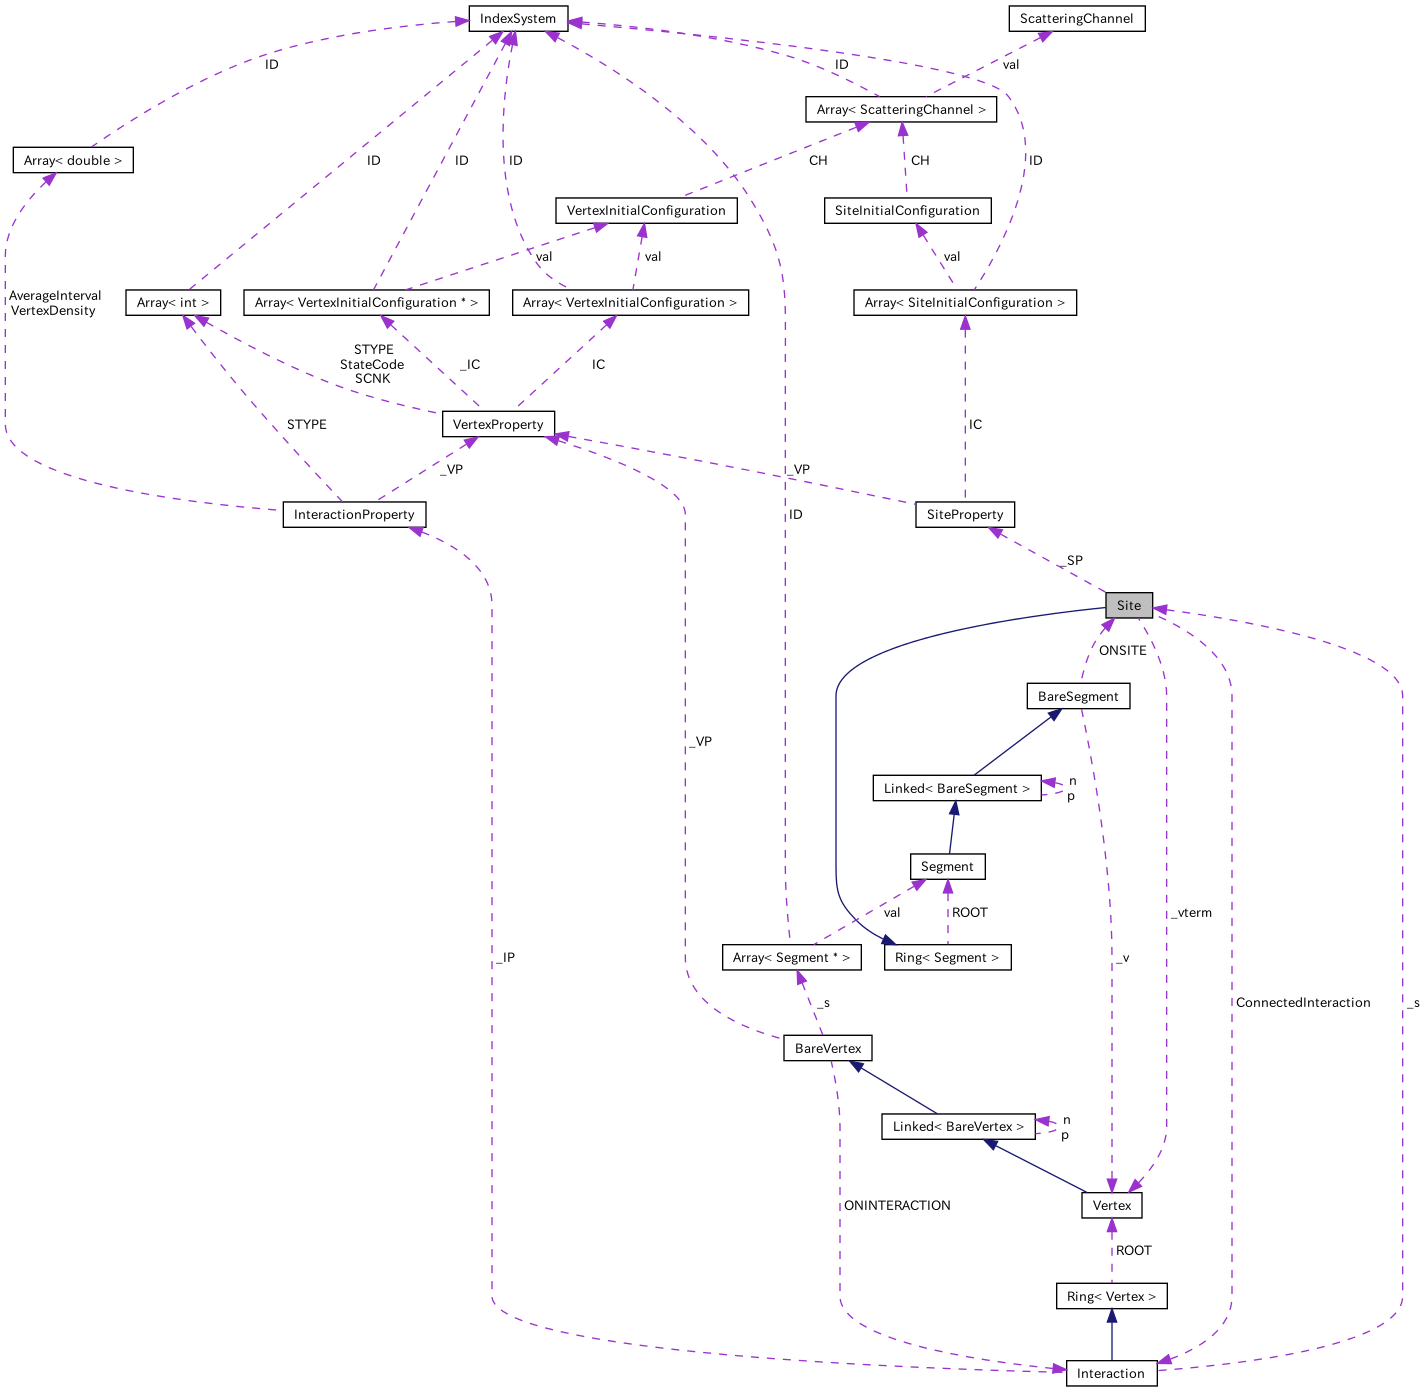 IndexSystem
ScatteringChannel
ID
ID
val
Array< ScatteringChannel >
Array< double >
ID
ID
ID
CH
CH
ID
VertexInitialConfiguration
SiteInitialConfiguration
val
val
val
AverageInterval
VertexDensity
Array< int >
Array< VertexInitialConfiguration * >
Array< VertexInitialConfiguration >
Array< SiteInitialConfiguration >
STYPE
StateCode
SCNK
_IC
IC
STYPE
VertexProperty
IC
_VP
_VP
InteractionProperty
ID
SiteProperty
_SP
Site
ONSITE
BareSegment
_VP
Linked< BareSegment >
n
p
Segment
val
ROOT
_vterm
_IP
Array< Segment * >
Ring< Segment >
_v
_s
ConnectedInteraction
_s
BareVertex
Linked< BareVertex >
n
p
ONINTERACTION
Vertex
ROOT
Ring< Vertex >
Interaction